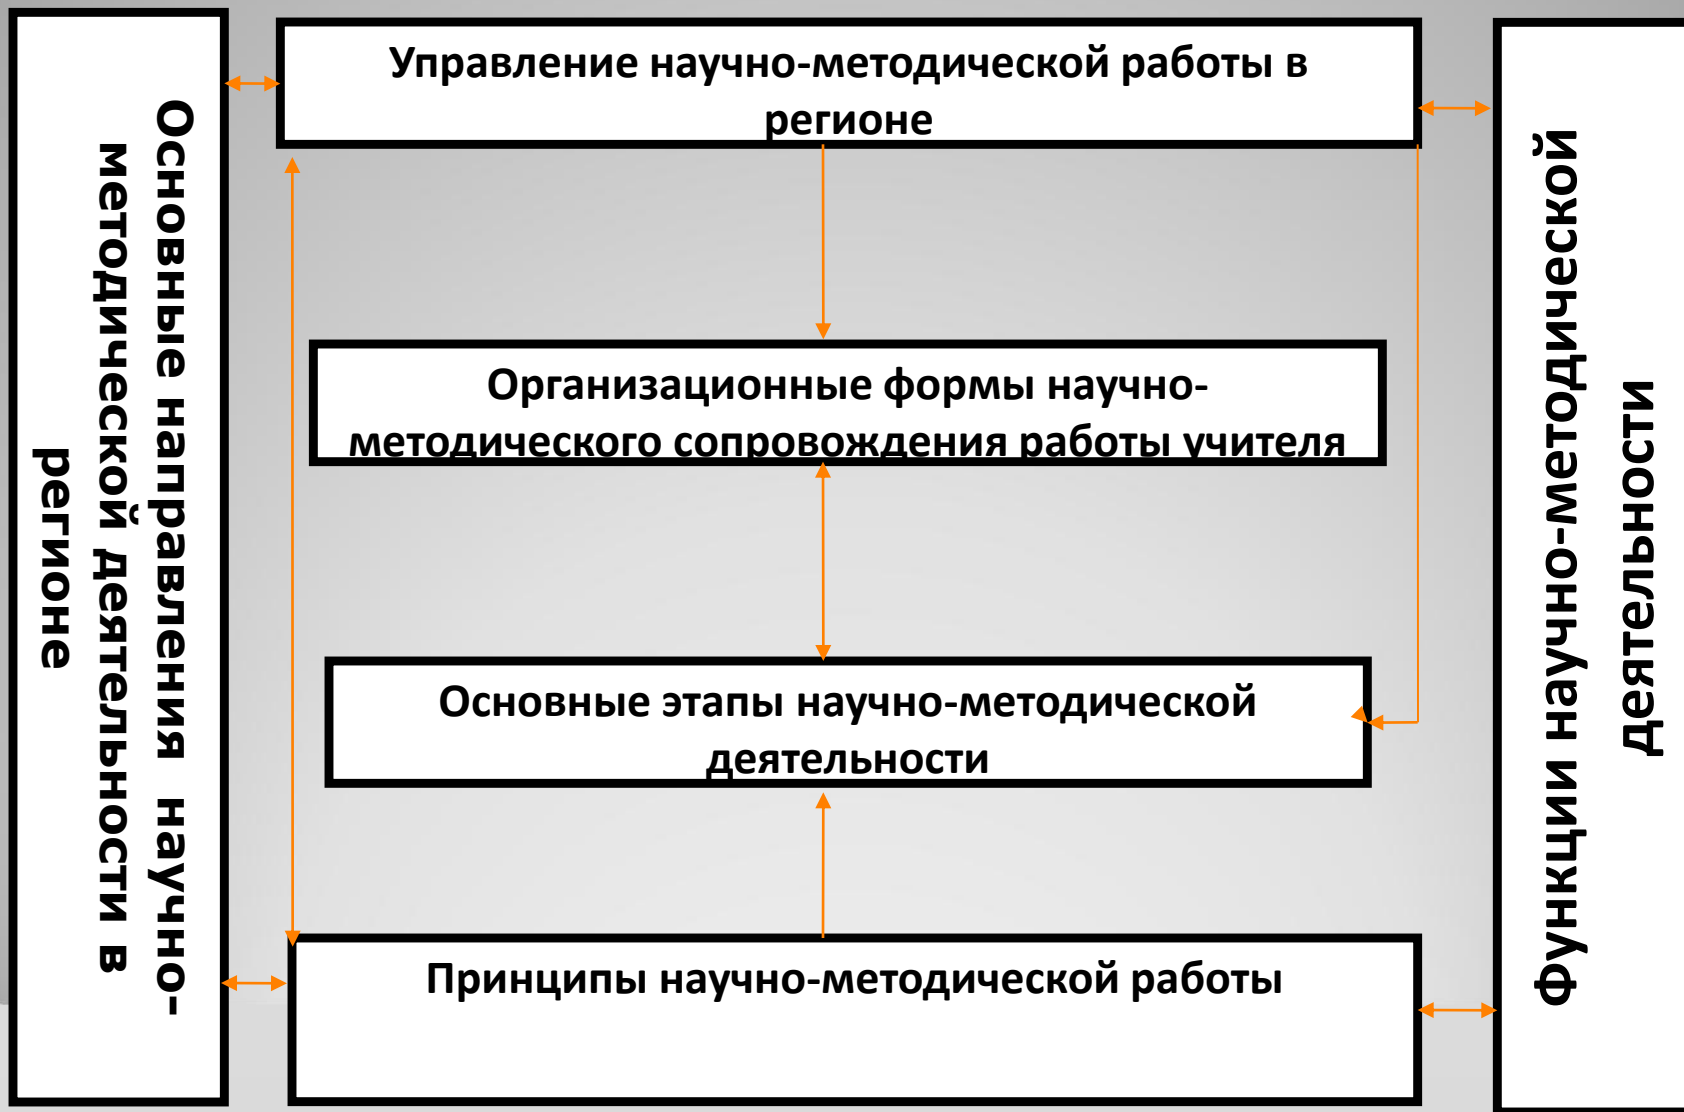 Основные направления научно-
методической деятельности в
регионе
Управление научно-методической работы в
регионе
Организационные формы научно-
методического сопровождения работы учителя
Основные этапы научно-методической
деятельности
Принципы научно-методической работы
Функции научно-методической
деятельности